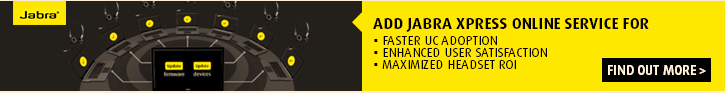 Jabra
ADD JABRA XPRESS ONLINE SERVICE FOR
▪ FASTER UC ADOPTION
▪ ENHANCED USER SATISFACTION
▪ MAXIMIZED HEADSET ROI
Update Update
firmware devices
FIND OUT MORE >